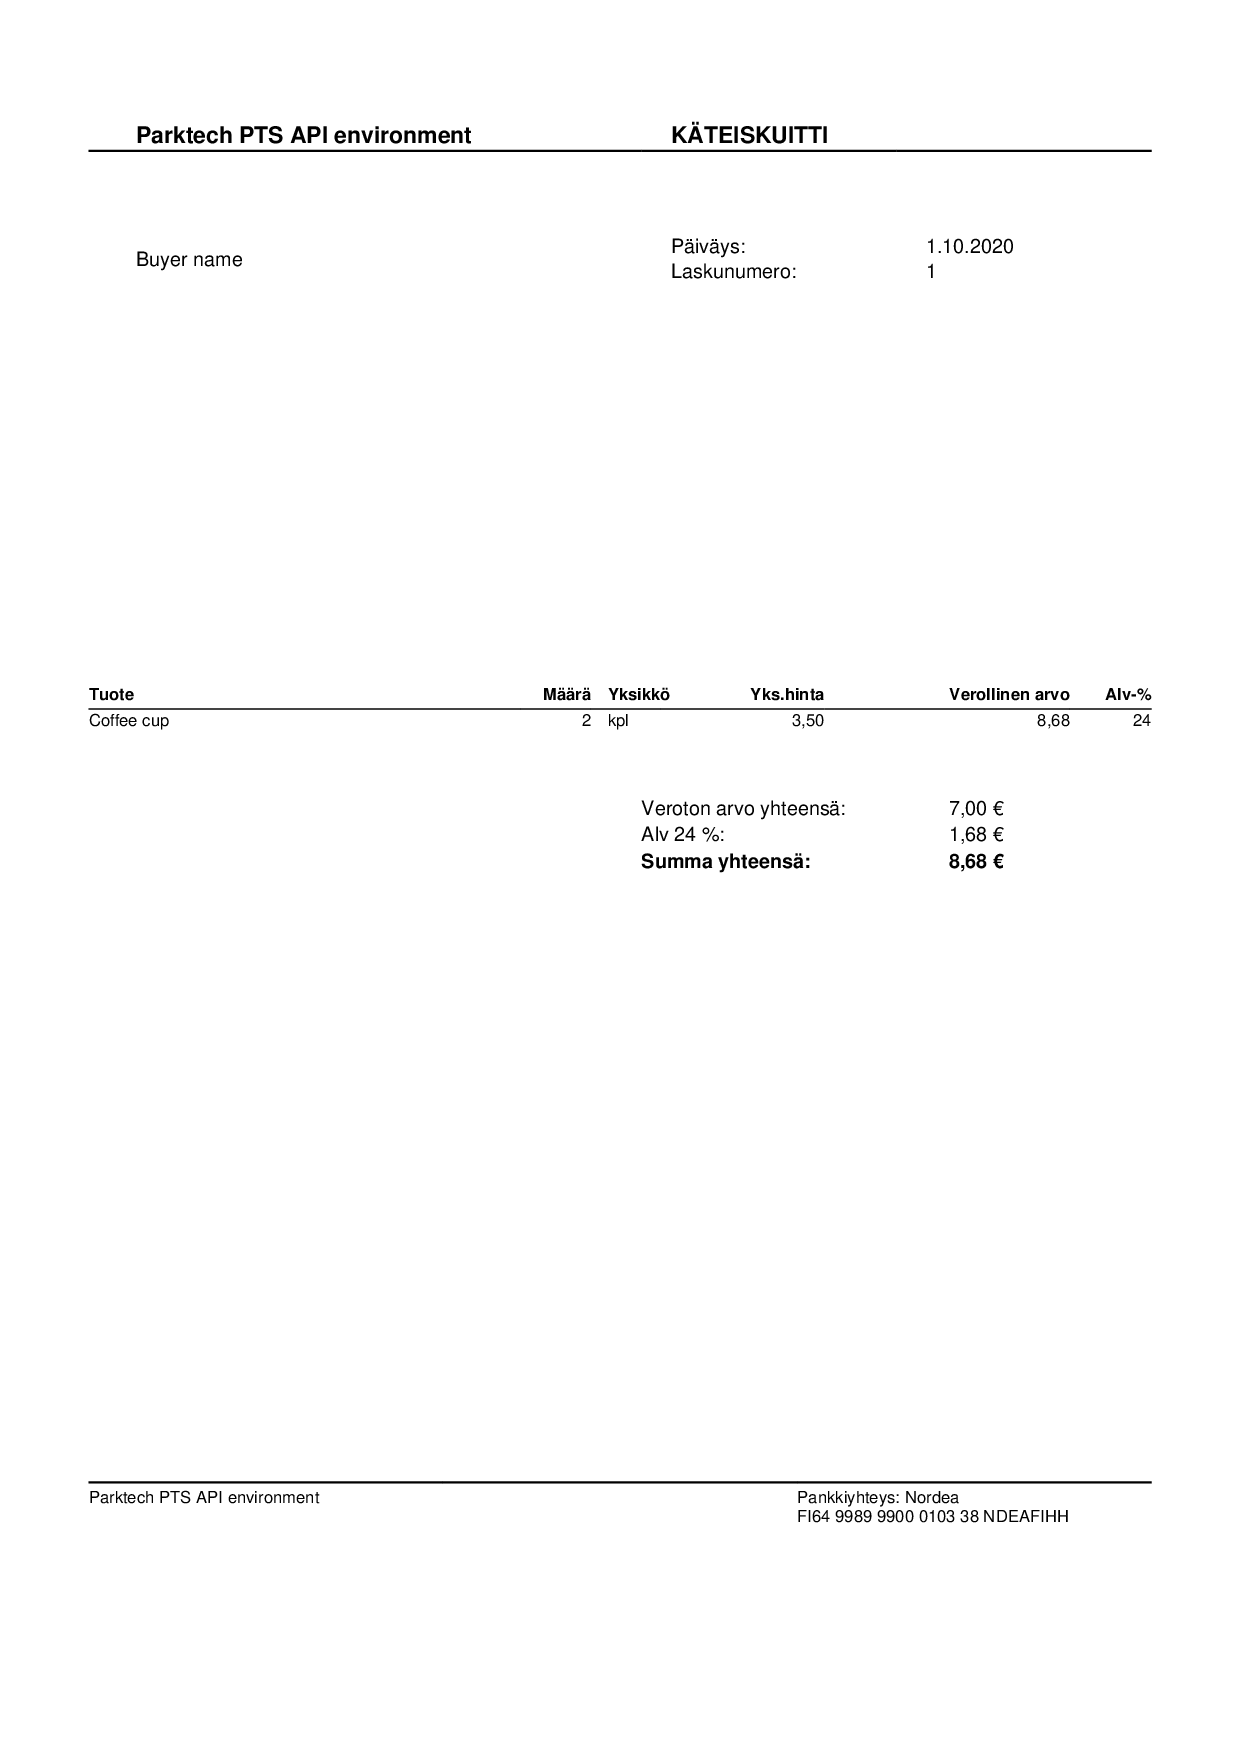 Parktech PTS API environment KÄTEISKUITTI
Buyer name
Päiväys: 1.10.2020
Laskunumero: 1
Tuote Määrä Yksikkö Yks.hinta Verollinen arvo Alv-%
Coffee cup 2 kpl 3,50 8,68 24
Veroton arvo yhteensä: 7,00 €
Alv 24 %: 1,68 €
Summa yhteensä: 8,68 €
Parktech PTS API environment Pankkiyhteys: Nordea
FI64 9989 9900 0103 38 NDEAFIHH